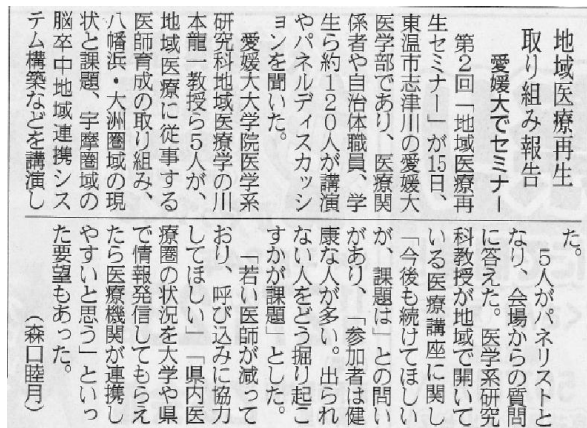 地域医療再生
取り組み報告
愛媛大でセミナー
第2回「地域医療再
生セミナー」が15日、
東温市志津川の愛媛大
医学部であり、医療関
係者や自治体職員、学
生ら約120人が講演
やパネルディスカッシ
ョンを聞いた。
愛媛大大学院医学系
研究科地域医療学の川
本龍一教授ら5人が、
地域医療に従事する
医師育成の取り組み、
八幡浜・大洲圏域の現
状と課題、宇摩圏域の
脳卒中地域連携シス
テム構築などを講演し
た。
5人がパネリストと
なり、会場からの質問
に答えた。医学系研究
科教授が地域で開いて
いる医療講座に関し
「今後も続けてほしい
が、課題は」との問い
があり、「参加者は健
康な人が多い。出られ
ない人をどう掘り起こ
すかが課題」とした。
「若い医師が減って
おり、呼び込みに協力
してほしい」「県内医
療圏の状況を大学や県
で情報発信してもらえ
たら医療機関が連携し
やすいと思う」といっ
た要望もあった。
（森口睦月）